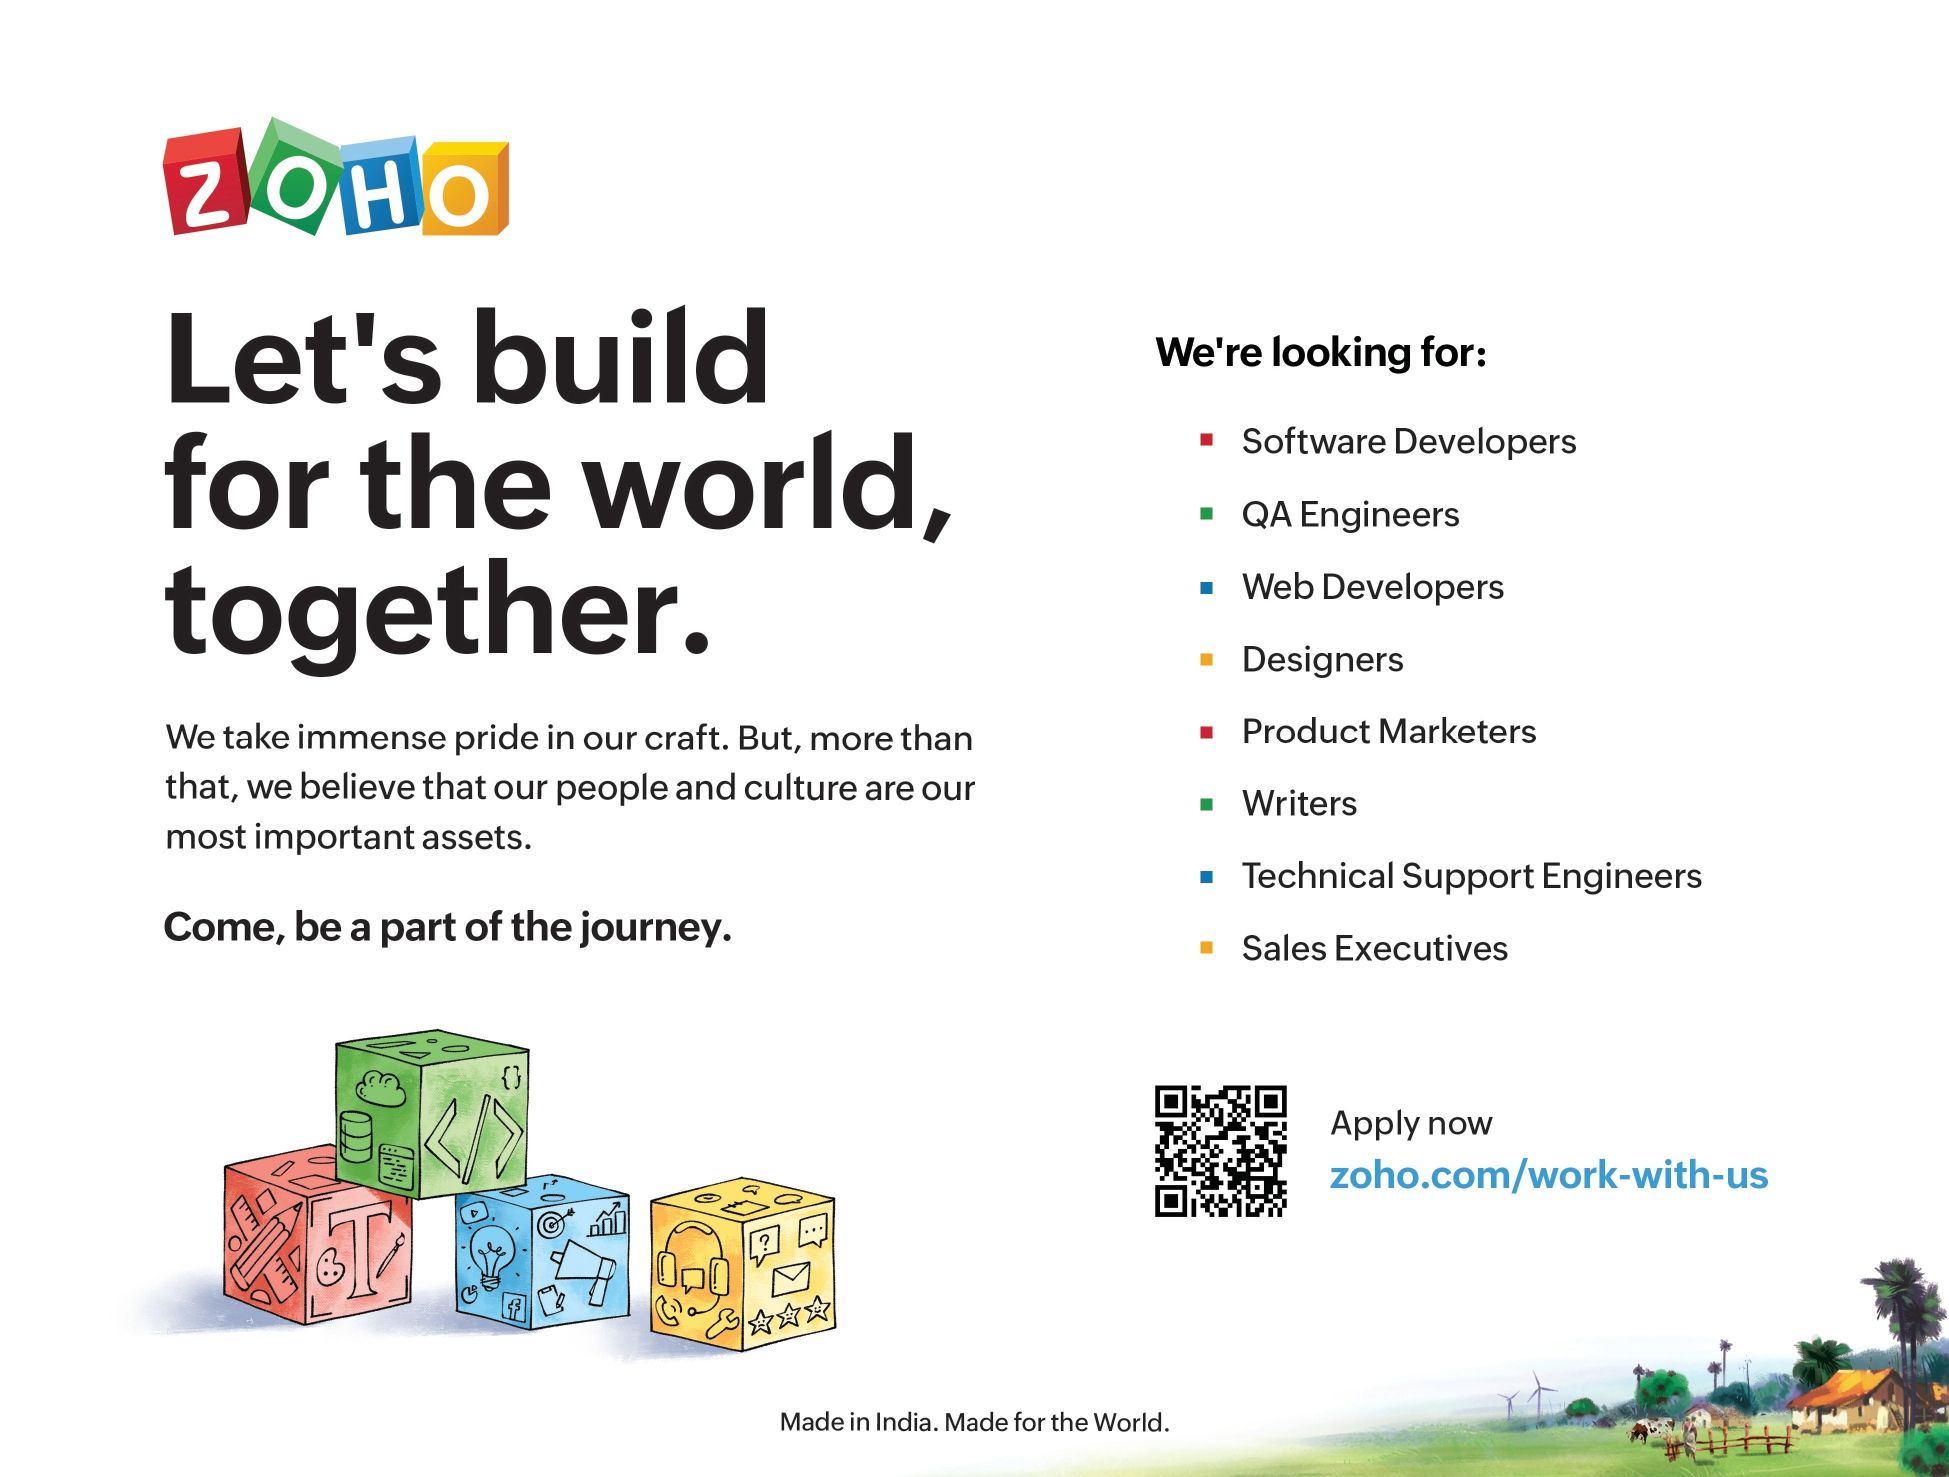 ZOHO
Let's build
for the world,
together.
We take immense pride in our craft. But, more than
that, we believe that our people and culture are our
most important assets.
Come, be a part of the journey.
We're looking for:
Software Developers
QA Engineers
Web Developers
Designers
Product Marketers
Writers
Technical Support Engineers
Sales Executives
Apply now
zoho.com/work-with-us
{}
</>
T
f
?
Made in India. Made for the World.